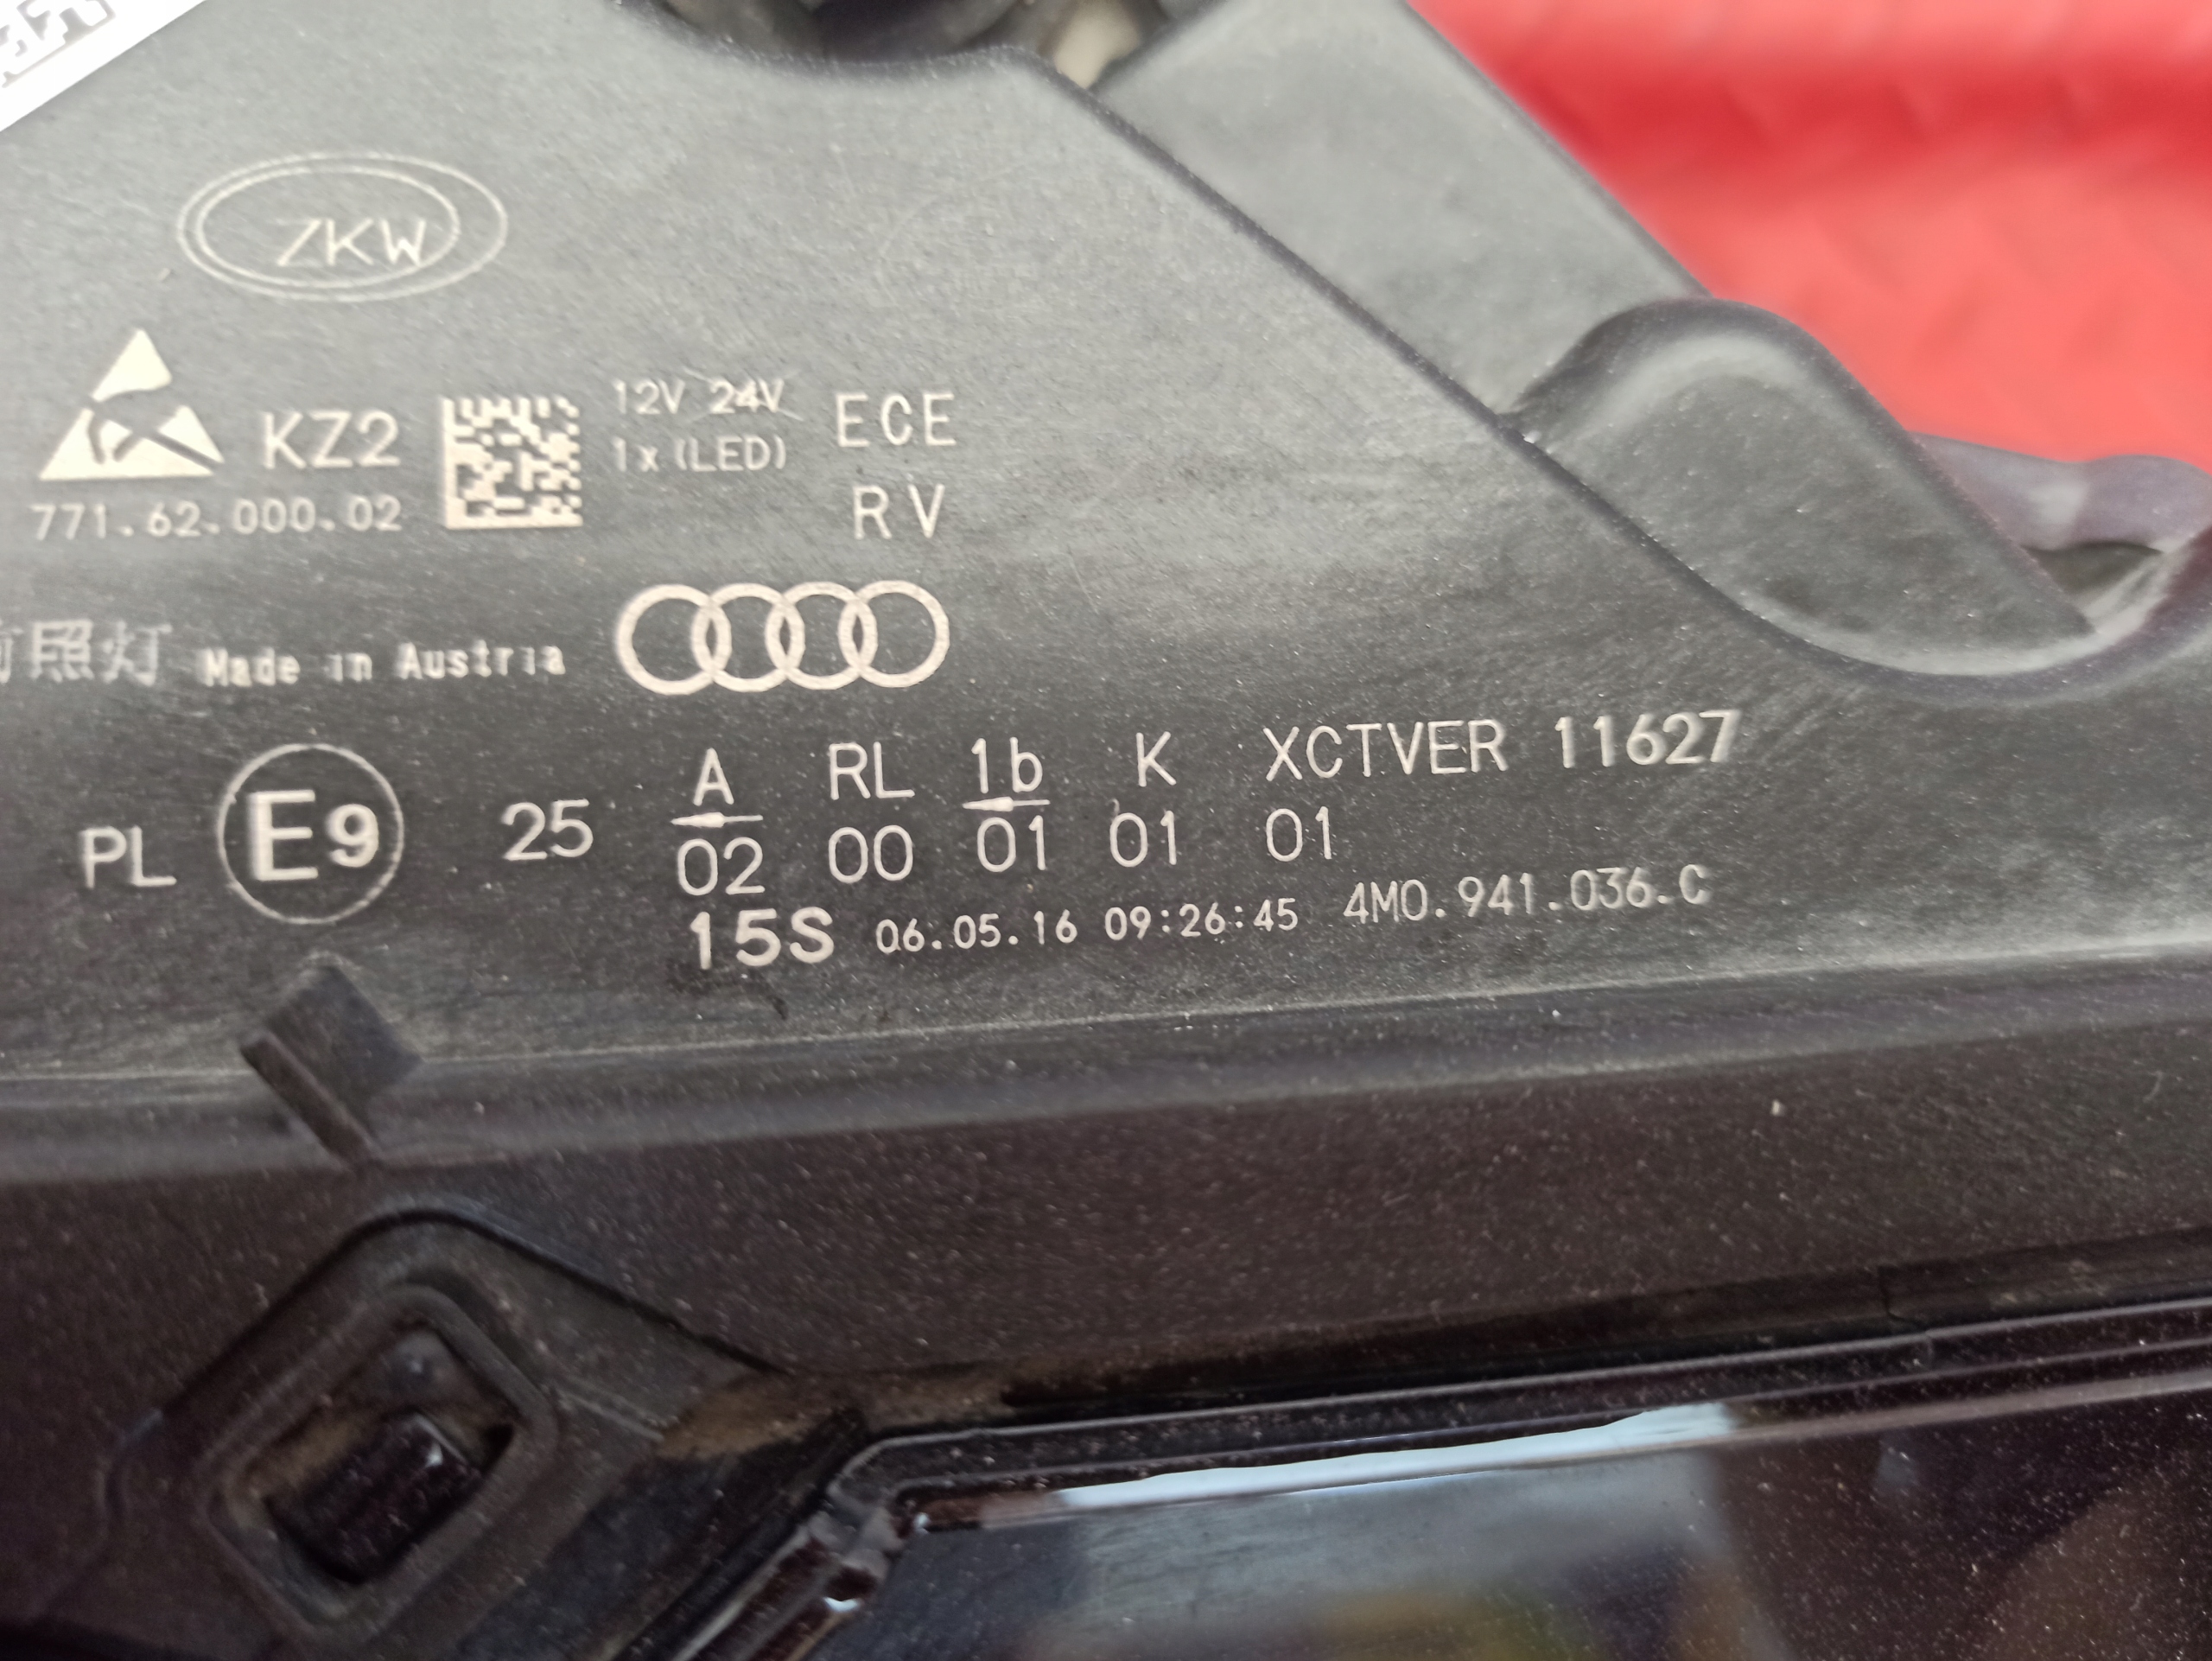 ZKW
KZ2
12V 24V ECE
1x (LED)
771.62.000.02
RV
照灯 Made in Austria
A RL 1b K XCTVER 11627
PL E9 25 02 00 01 01 01
15S 06.05.16 09:26:45 4M0.941.036.C